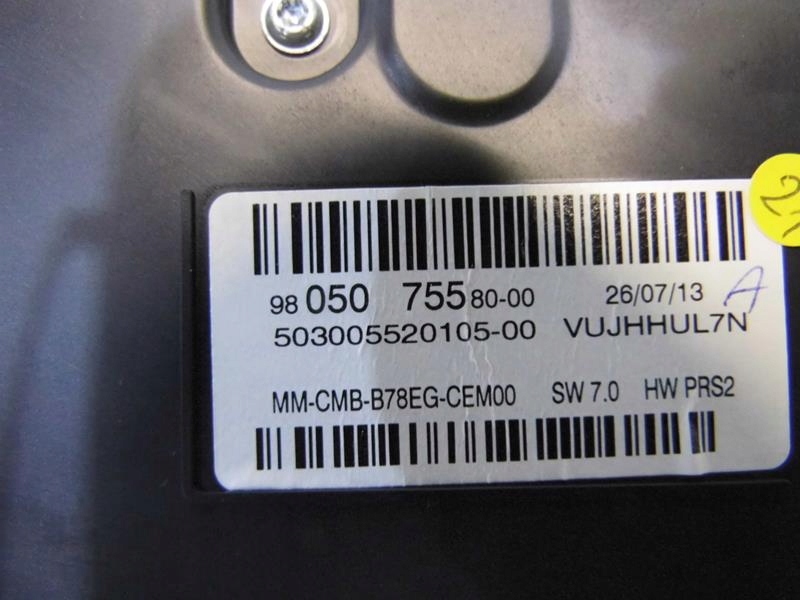 98 050 755 80-00 26/07/13 A
503005520105-00 VUJHHUL7N
MM-CMB-B78EG-CEM00 SW 7.0 HW PRS2